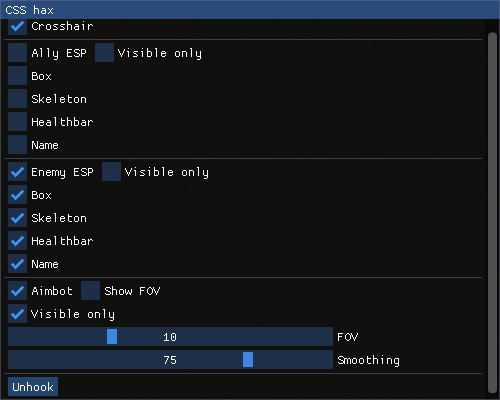 CSS hax
Crosshair
Ally ESP Visible only
Box
Skeleton
Healthbar
Name
Enemy ESP Visible only
Box
Skeleton
Healthbar
Name
Aimbot Show FOV
Visible only
10 FOV
75 Smoothing
Unhook